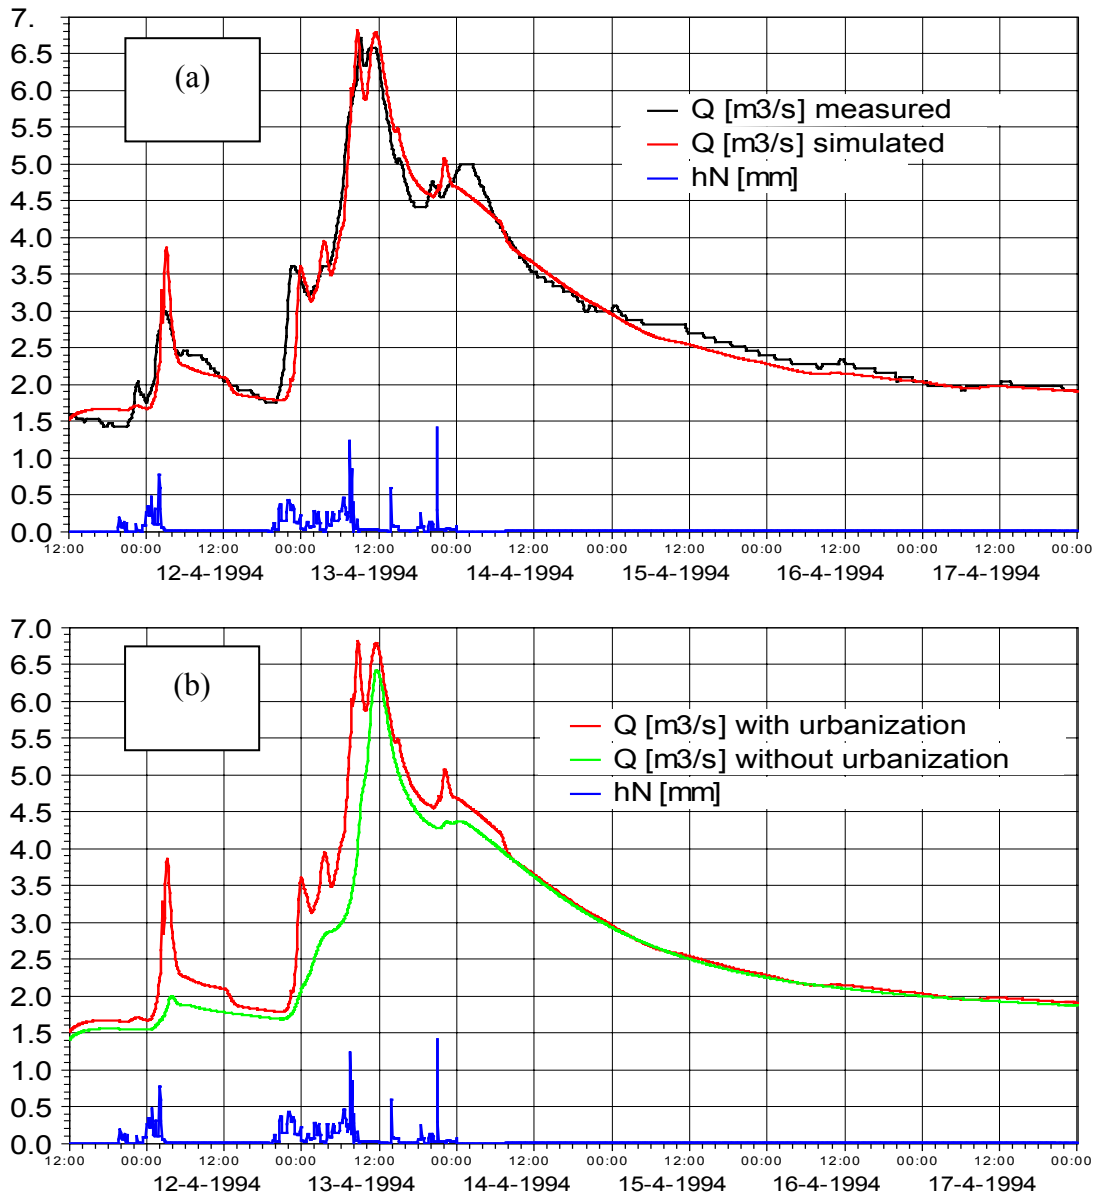 7.
6.5
6.0
5.5
5.0
4.5
4.0
3.5
3.0
2.5
2.0
1.5
1.0
0.5
0.0
(a)
Q [m3/s] measured
Q [m3/s] simulated
hN [mm]
12:00 00:00 12:00 00:00 12:00 00:00 12:00 00:00 12:00 00:00 12:00 00:00 12:00 00:00
12-4-1994 13-4-1994 14-4-1994 15-4-1994 16-4-1994 17-4-1994
7.0
6.5
6.0
5.5
5.0
4.5
4.0
3.5
3.0
2.5
2.0
1.5
1.0
0.5
0.0
(b)
Q [m3/s] with urbanization
Q [m3/s] without urbanization
hN [mm]
12:00 00:00 12:00 00:00 12:00 00:00 12:00 00:00 12:00 00:00 12:00 00:00 12:00 00:00
12-4-1994 13-4-1994 14-4-1994 15-4-1994 16-4-1994 17-4-1994